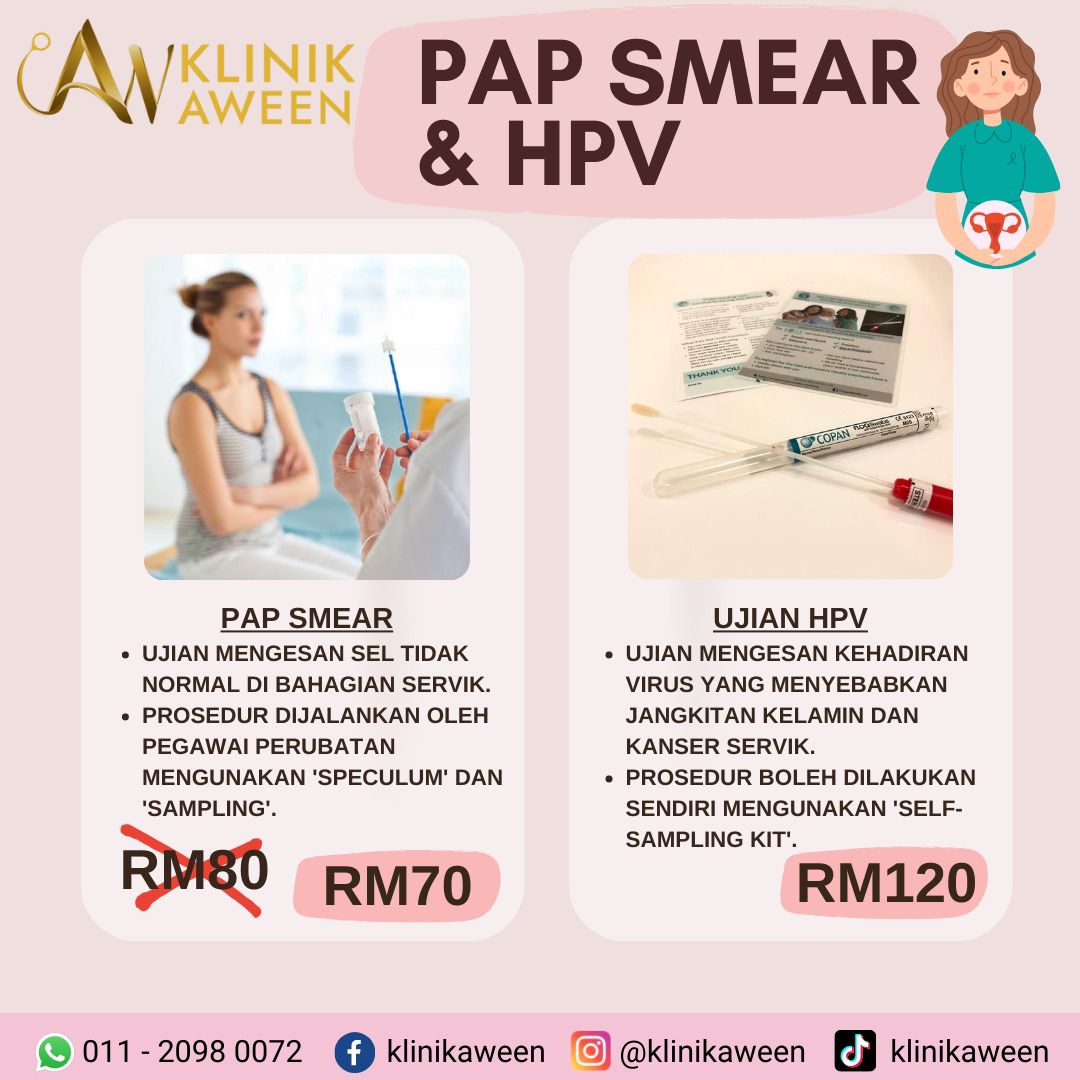 KLINIK
AWEEN
PAP SMEAR
& HPV
THANK YOU
COPAN
PAP SMEAR
• UJIAN MENGESAN SEL TIDAK
NORMAL DI BAHAGIAN SERVIK.
• PROSEDUR DIJALANKAN OLEH
PEGAWAI PERUBATAN
MENGUNAKAN 'SPECULUM' DAN
'SAMPLING'.
RM80
RM70
UJIAN HPV
• UJIAN MENGESAN KEHADIRAN
VIRUS YANG MENYEBABKAN
JANGKITAN KELAMIN DAN
KANSER SERVIK.
• PROSEDUR BOLEH DILAKUKAN
SENDIRI MENGUNAKAN 'SELF-
SAMPLING KIT'.
RM120
011 - 2098 0072
klinikaween
@klinikaween
klinikaween